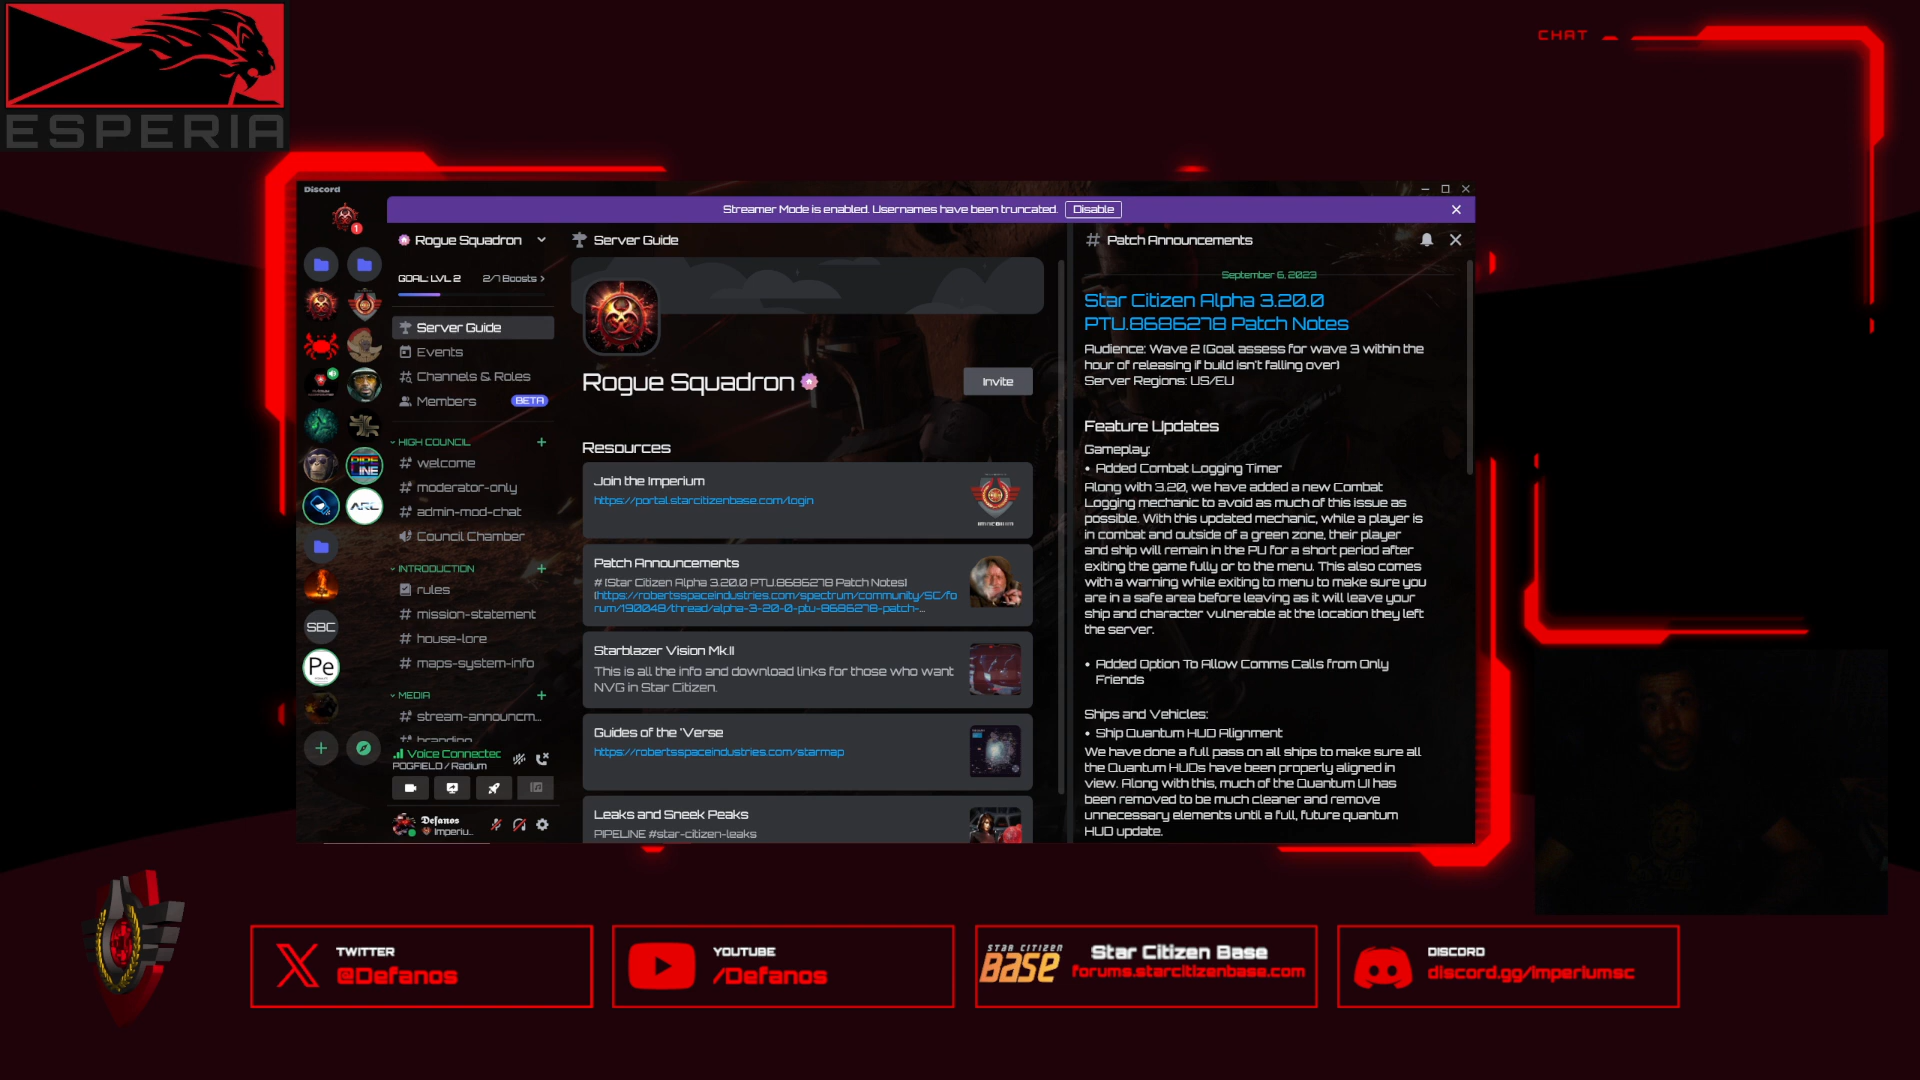 ESPERIA
CHAT
Discord
Streamer Mode is enabled. Usernames have been truncated.
Disable
1
Rogue Squadron
GOAL: LVL 2
2/7 Boosts >
Server Guide
Events
Channels & Roles
Members
BETA
HIGH COUNCIL
welcome
moderator-only
admin-mod-chat
Council Chamber
INTRODUCTION
rules
mission-statement
house-lore
maps-system-info
MEDIA
stream-announcm...
branding
PIPE
LINE
ARC
SBC
Pe
Voice Connectec
POGFIELD / Radium
Defanos
Imperiu...
Server Guide
Rogue Squadron
Invite
Resources
Join the Imperium
https://portal.starcitizenbase.com/login
Patch Announcements
# [Star Citizen Alpha 3.20.0 PTU.8686278 Patch Notes]
(https://robertsspaceindustries.com/spectrum/community/SC/fo
rum/190048/thread/alpha-3-20-0-ptu-8686278-patch-...
Starblazer Vision Mk.II
This is all the info and download links for those who want
NVG in Star Citizen.
Guides of the 'Verse
https://robertsspaceindustries.com/starmap
Leaks and Sneek Peaks
PIPELINE #star-citizen-leaks
# Patch Announcements
September 6, 2023
Star Citizen Alpha 3.20.0
PTU.8686278 Patch Notes
Audience: Wave 2 (Goal assess for wave 3 within the
hour of releasing if build isn't falling over)
Server Regions: US/EU
Feature Updates
Gameplay:
• Added Combat Logging Timer
Along with 3.20, we have added a new Combat
Logging mechanic to avoid as much of this issue as
possible. With this updated mechanic, while a player is
in combat and outside of a green zone, their player
and ship will remain in the PU for a short period after
exiting the game fully or to the menu. This also comes
with a warning while exiting to menu to make sure you
are in a safe area before leaving as it will leave your
ship and character vulnerable at the location they left
the server.
• Added Option To Allow Comms Calls from Only
Friends
Ships and Vehicles:
• Ship Quantum HUD Alignment
We have done a full pass on all ships to make sure all
the Quantum HUDs have been properly aligned in
view. Along with this, much of the Quantum UI has
been removed to be much cleaner and remove
unnecessary elements until a full, future quantum
HUD update.
TWITTER
@Defanos
YOUTUBE
/Defanos
STAR CITIZEN
BASE
Star Citizen Base
forums.starcitizenbase.com
DISCORD
discord.gg/imperiumsc